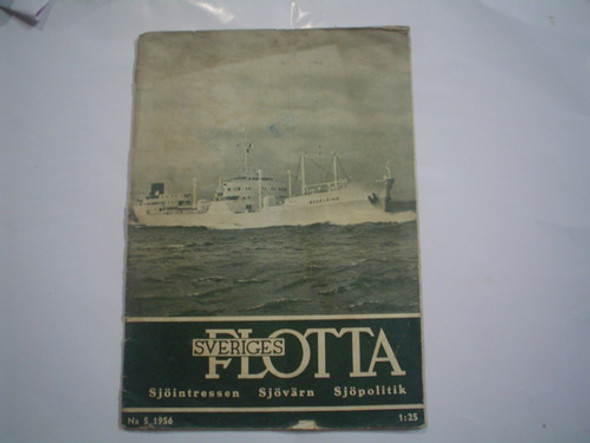 SVERIGES
FLOTTA
Sjöintressen Sjövärn Sjöpolitik
Nr 5 1956 1:25